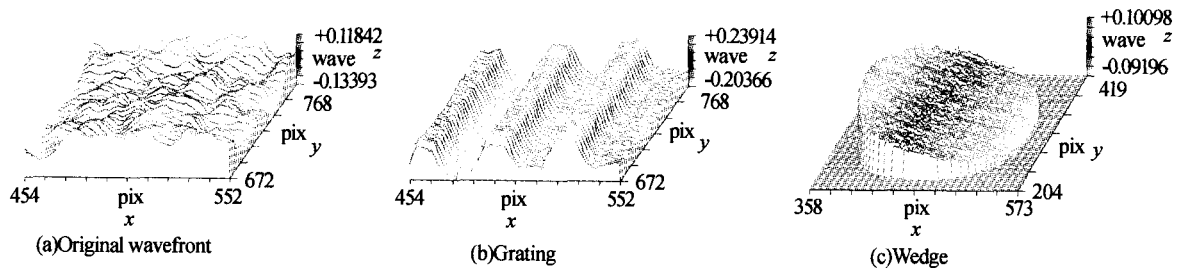 +0.11842
wave z
-0.13393
768
pix
y
672
454
pix
552
x
(a)Original wavefront
+0.23914
wave z
-0.20366
768
pix
y
672
454
pix
552
x
(b)Grating
+0.10098
wave z
-0.09196
419
pix y
204
358
pix
573
x
(c)Wedge